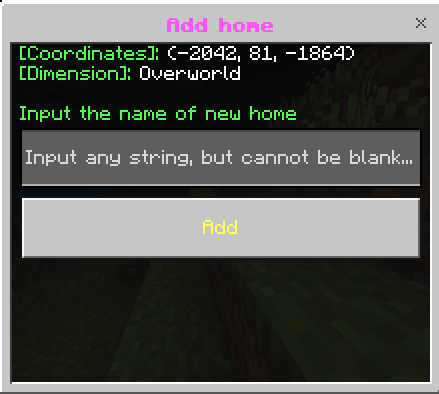 Add home
[Coordinates]: (-2042, 81, -1864)
[Dimension]: Overworld
Input the name of new home
Input any string, but cannot be blank...
Add